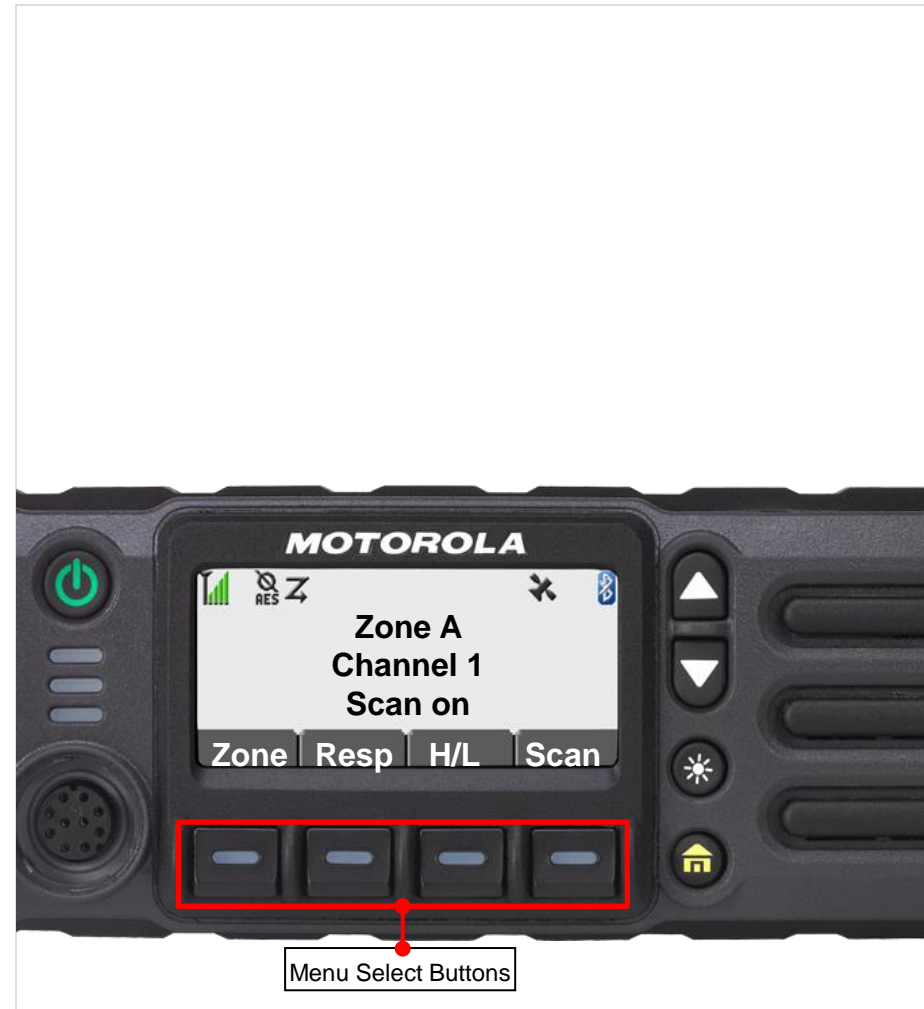 MOTOROLA
AES
Zone A
Channel 1
Scan on
Zone Resp H/L Scan
Menu Select Buttons